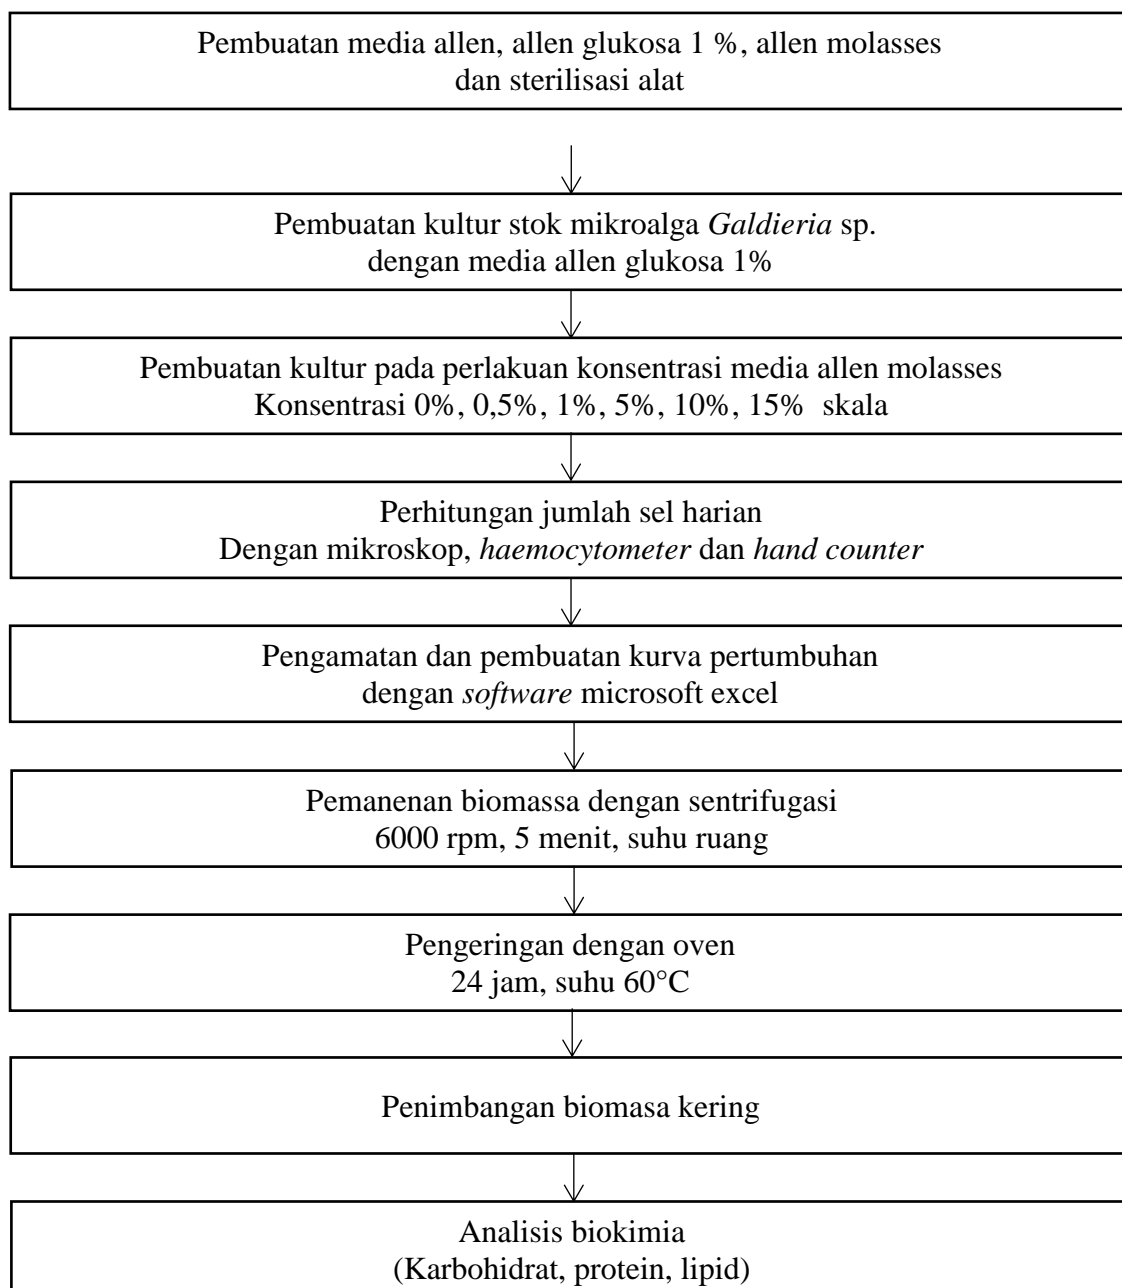 Pembuatan media allen, allen glukosa 1 %, allen molasses
dan sterilisasi alat
Pembuatan kultur stok mikroalga Galdieria sp.
dengan media allen glukosa 1%
Pembuatan kultur pada perlakuan konsentrasi media allen molasses
Konsentrasi 0%, 0,5%, 1%, 5%, 10%, 15% skala
Perhitungan jumlah sel harian
Dengan mikroskop, haemocytometer dan hand counter
Pengamatan dan pembuatan kurva pertumbuhan
dengan software microsoft excel
Pemanenan biomassa dengan sentrifugasi
6000 rpm, 5 menit, suhu ruang
Pengeringan dengan oven
24 jam, suhu 60°C
Penimbangan biomasa kering
Analisis biokimia
(Karbohidrat, protein, lipid)